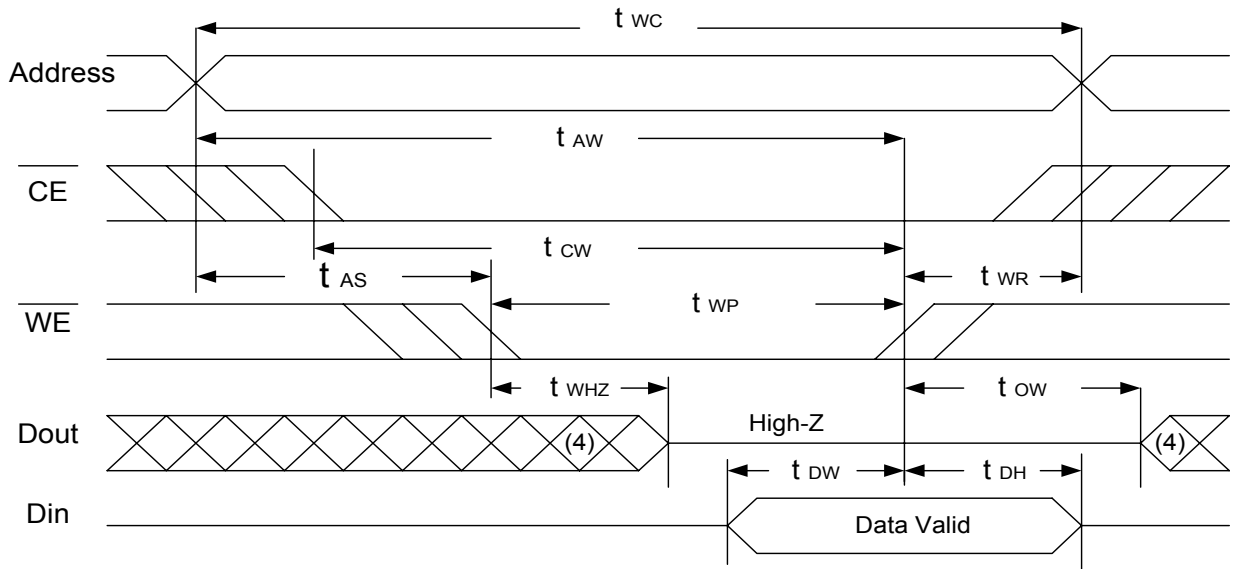 t WC
Address
t AW
CE
t CW
t AS
t WR
t WP
WE
t WHZ
t OW
Dout
(4)
High-Z
(4)
t DW
t DH
Din
Data Valid